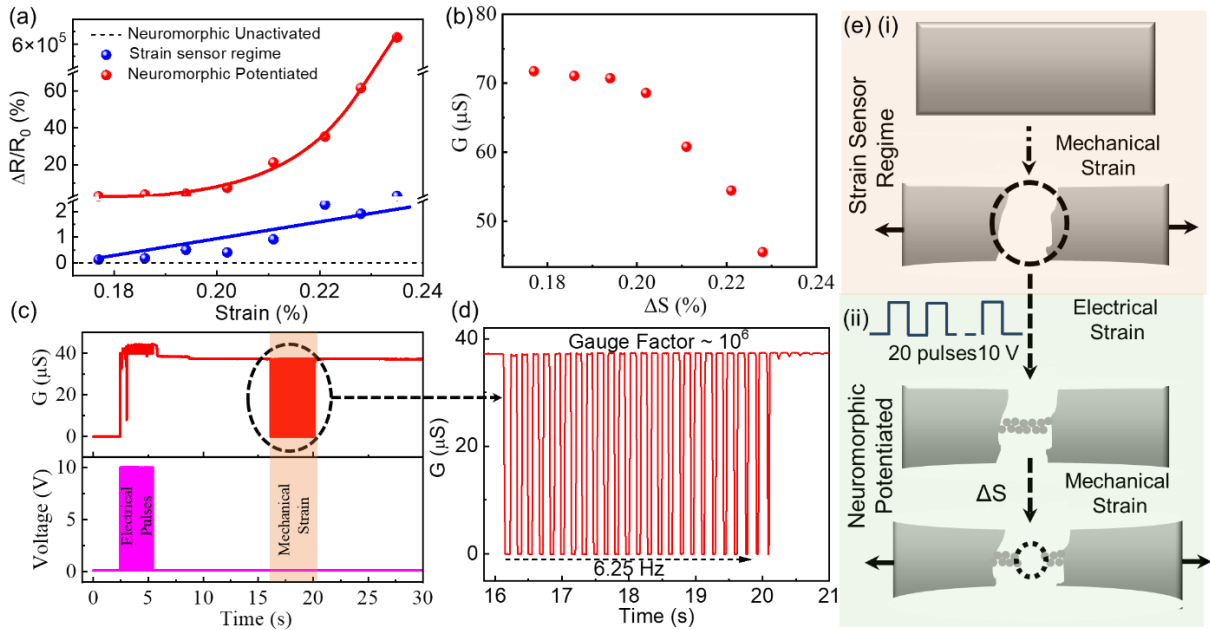 (a)
6×10⁵
60
40
20
2
1
0
ΔR/R₀ (%)
Neuromorphic Unactivated
Strain sensor regime
Neuromorphic Potentiated
0.18 0.20 0.22 0.24
Strain (%)
(b)
80
70
60
50
G (μS)
0.18 0.20 0.22 0.24
ΔS (%)
(c)
40
20
0
G (μS)
10
5
0
Voltage (V)
Electrical
Pulses
Mechanical
Strain
0 5 10 15 20 25 30
Time (s)
(d)
40
20
0
G (μS)
Gauge Factor ~ 10⁶
6.25 Hz
16 17 18 19 20 21
Time (s)
(e) (i)
Strain Sensor
Regime
Mechanical
Strain
(ii)
Electrical
Strain
20 pulses 10 V
Neuromorphic
Potentiated
ΔS
Mechanical
Strain